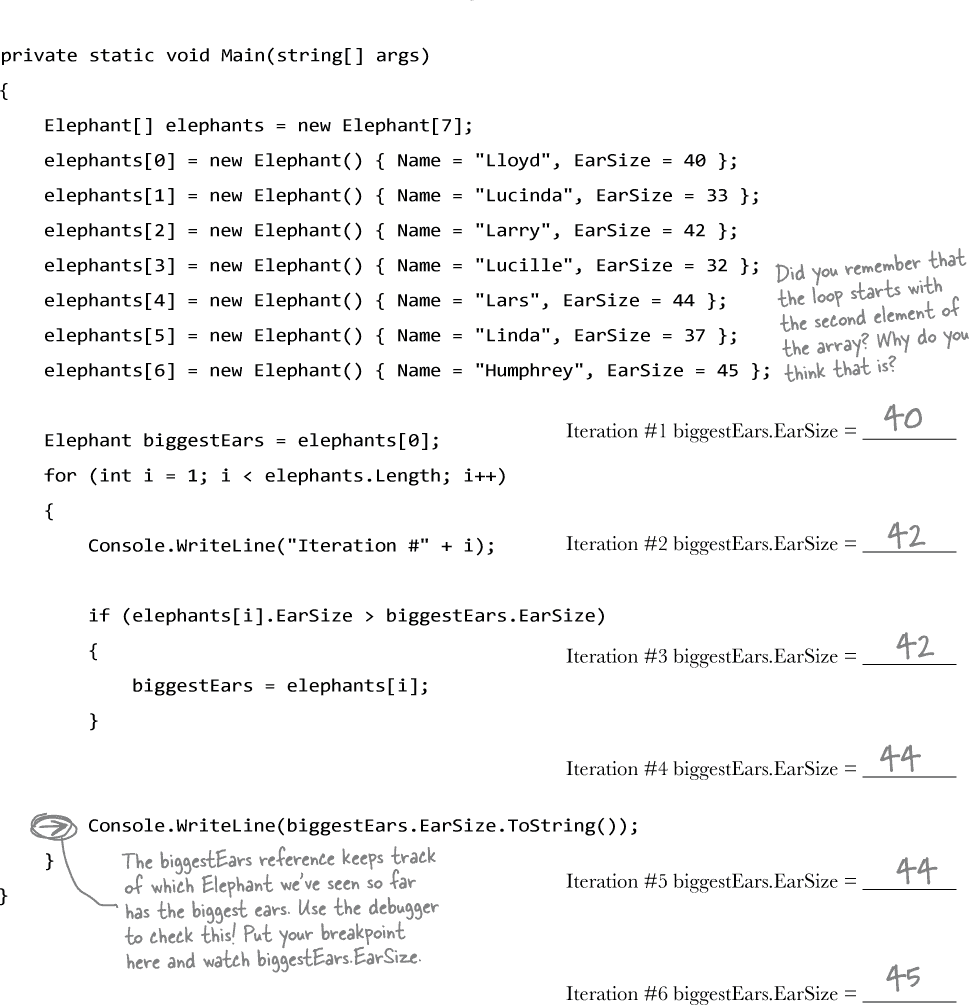 private static void Main(string[] args)
{
Elephant[] elephants = new Elephant[7];
elephants[0] = new Elephant() { Name = "Lloyd", EarSize = 40 };
elephants[1] = new Elephant() { Name = "Lucinda", EarSize = 33 };
elephants[2] = new Elephant() { Name = "Larry", EarSize = 42 };
elephants[3] = new Elephant() { Name = "Lucille", EarSize = 32 };
elephants[4] = new Elephant() { Name = "Lars", EarSize = 44 };
elephants[5] = new Elephant() { Name = "Linda", EarSize = 37 };
elephants[6] = new Elephant() { Name = "Humphrey", EarSize = 45 };
Did you remember that
the loop starts with
the second element of
the array? Why do you
think that is?
Elephant biggestEars = elephants[0];
for (int i = 1; i < elephants.Length; i++)
{
Console.WriteLine("Iteration #" + i);
if (elephants[i].EarSize > biggestEars.EarSize)
{
biggestEars = elephants[i];
}
Console.WriteLine(biggestEars.EarSize.ToString());
}
}
The biggestEars reference keeps track
of which Elephant we've seen so far
has the biggest ears. Use the debugger
to check this! Put your breakpoint
here and watch biggestEars.EarSize.
Iteration #1 biggestEars.EarSize = 40
Iteration #2 biggestEars.EarSize = 42
Iteration #3 biggestEars.EarSize = 42
Iteration #4 biggestEars.EarSize = 44
Iteration #5 biggestEars.EarSize = 44
Iteration #6 biggestEars.EarSize = 45